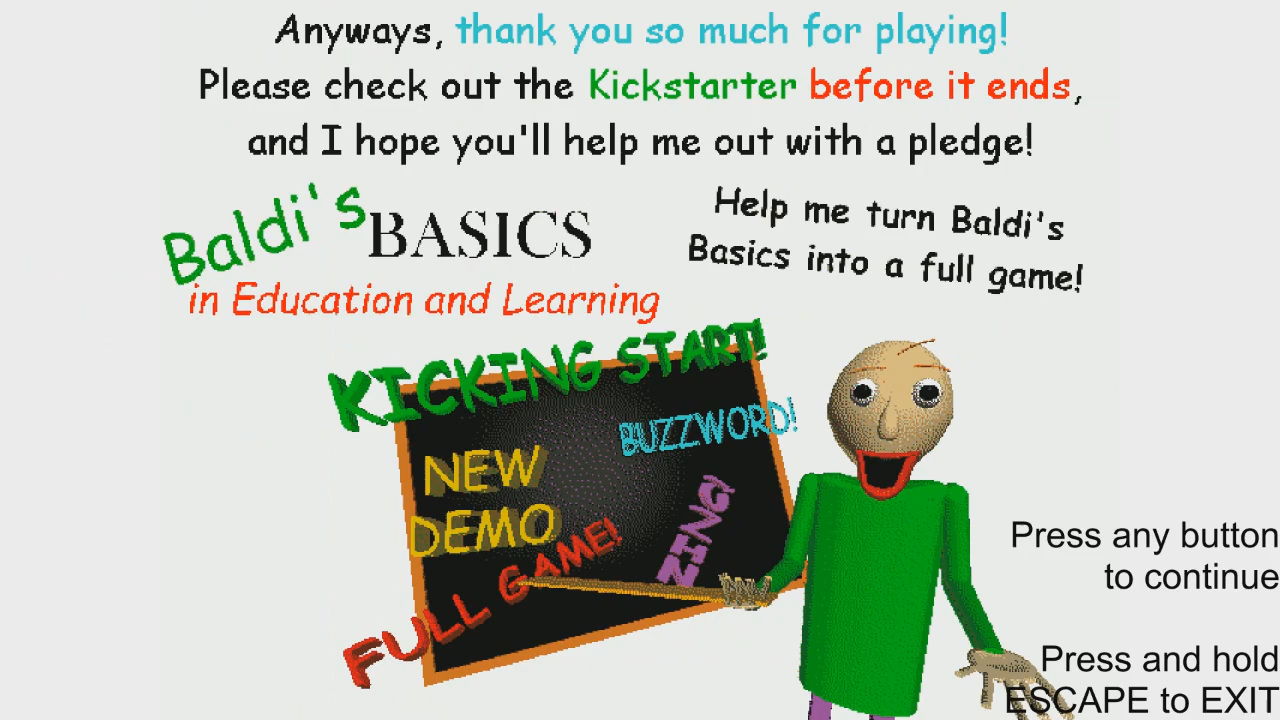 Anyways, thank you so much for playing!
Please check out the Kickstarter before it ends,
and I hope you'll help me out with a pledge!
Baldi's BASICS
in Education and Learning
Help me turn Baldi's
Basics into a full game!
KICKING START!
BUZZWORD!
NEW
DEMO
ZING!
FULL GAME!
Press any button
to continue
Press and hold
ESCAPE to EXIT